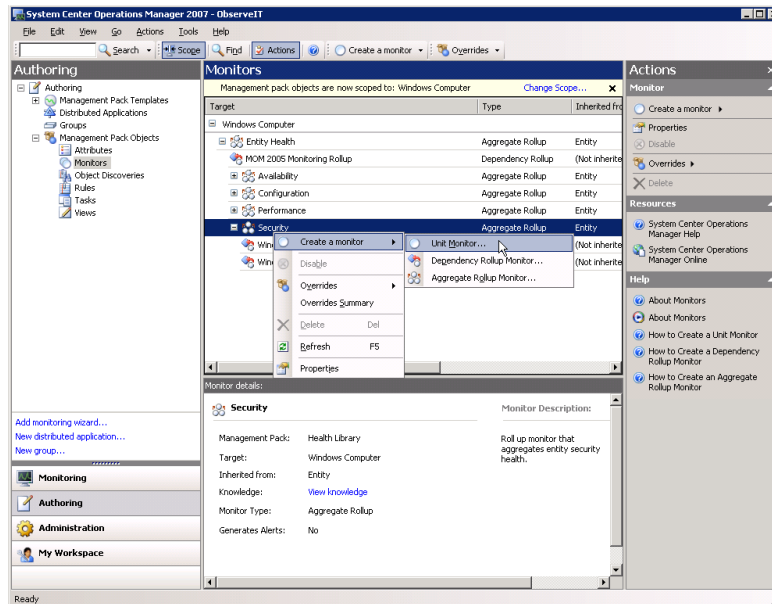 System Center Operations Manager 2007 - ObserveIT
File Edit View Go Actions Tools Help
Search Scope Find Actions Create a monitor Overrides
Authoring
Authoring
Management Pack Templates
Distributed Applications
Groups
Management Pack Objects
Attributes
Monitors
Object Discoveries
Rules
Tasks
Views
Add monitoring wizard...
New distributed application...
New group...
Monitoring
Authoring
Administration
My Workspace
Monitors
Management pack objects are now scoped to: Windows Computer Change Scope...
Target Type Inherited fro
Windows Computer
Entity Health Aggregate Rollup Entity
MOM 2005 Monitoring Rollup Dependency Rollup (Not inherite
Availability Aggregate Rollup Entity
Configuration Aggregate Rollup Entity
Performance Aggregate Rollup Entity
Security Aggregate Rollup Entity
Win (Not inherite
Win (Not inherite
Create a monitor
Disable
Overrides
Overrides Summary
Delete Del
Refresh F5
Properties
Unit Monitor...
Dependency Rollup Monitor...
Aggregate Rollup Monitor...
Monitor details:
Security
Management Pack: Health Library
Target: Windows Computer
Inherited from: Entity
Knowledge: View knowledge
Monitor Type: Aggregate Rollup
Generates Alerts: No
Monitor Description:
Roll up monitor that
aggregates entity security
health.
Actions
Monitor
Create a monitor
Properties
Disable
Overrides
Delete
Resources
System Center Operations
Manager Help
System Center Operations
Manager Online
Help
About Monitors
About Monitors
How to Create a Unit Monitor
How to Create a Dependency
Rollup Monitor
How to Create an Aggregate
Rollup Monitor
Ready